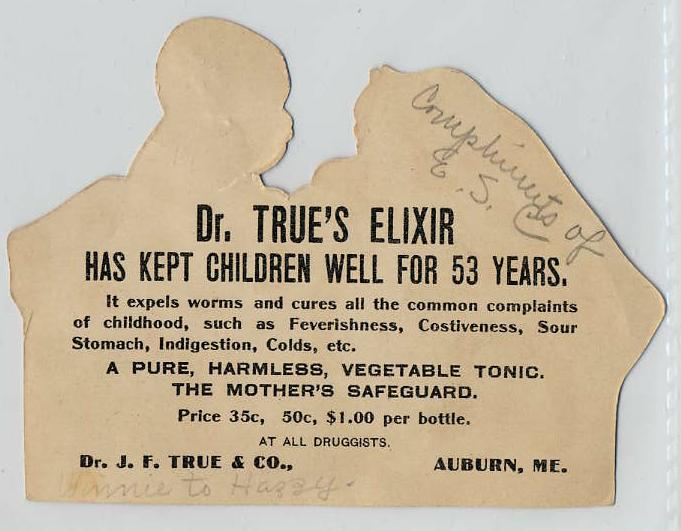 Compliments of
E. S. C
Dr. TRUE'S ELIXIR
HAS KEPT CHILDREN WELL FOR 53 YEARS.
It expels worms and cures all the common complaints
of childhood, such as Feverishness, Costiveness, Sour
Stomach, Indigestion, Colds, etc.
A PURE, HARMLESS, VEGETABLE TONIC.
THE MOTHER'S SAFEGUARD.
Price 35c, 50c, $1.00 per bottle.
AT ALL DRUGGISTS.
Dr. J. F. TRUE & CO., AUBURN, ME.
to